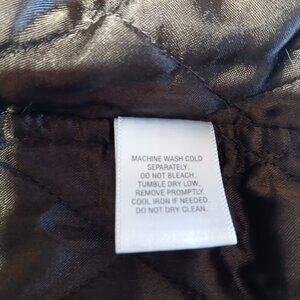 MACHINE WASH COLD
SEPARATELY.
DO NOT BLEACH.
TUMBLE DRY LOW,
REMOVE PROMPTLY.
COOL IRON IF NEEDED.
DO NOT DRY CLEAN.